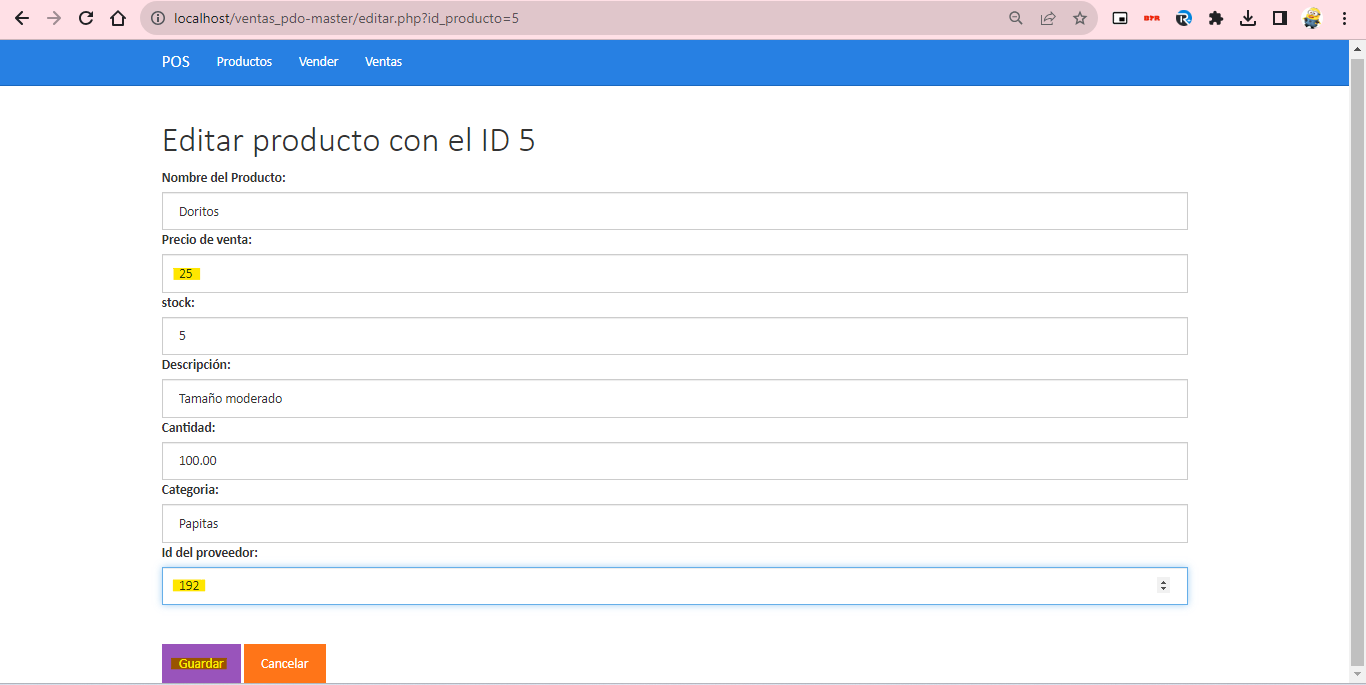 localhost/ventas_pdo-master/editar.php?id_producto=5
POS Productos Vender Ventas
Editar producto con el ID 5
Nombre del Producto:
Doritos
Precio de venta:
25
stock:
5
Descripción:
Tamaño moderado
Cantidad:
100.00
Categoria:
Papitas
Id del proveedor:
192
Guardar Cancelar